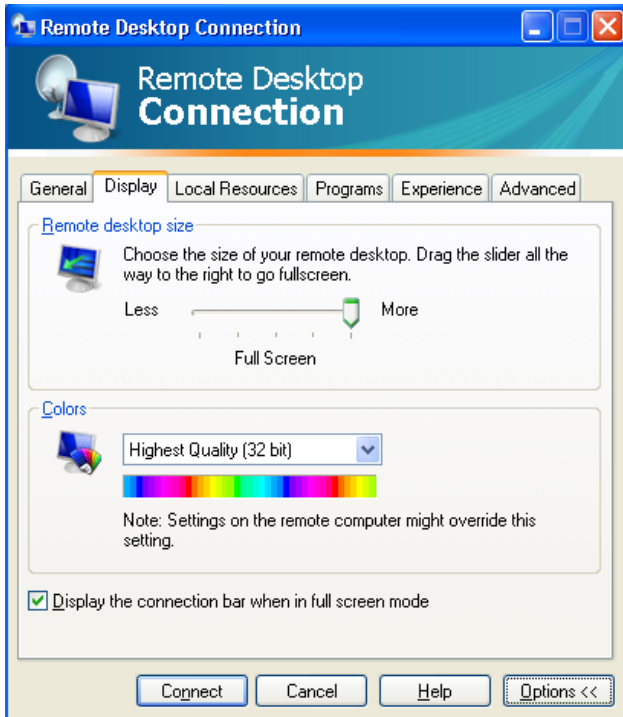 Remote Desktop Connection
Remote Desktop
Connection
General Display Local Resources Programs Experience Advanced
Remote desktop size
Choose the size of your remote desktop. Drag the slider all the
way to the right to go fullscreen.
Less More
Full Screen
Colors
Highest Quality (32 bit)
Note: Settings on the remote computer might override this
setting.
Display the connection bar when in full screen mode
Connect Cancel Help Options <<